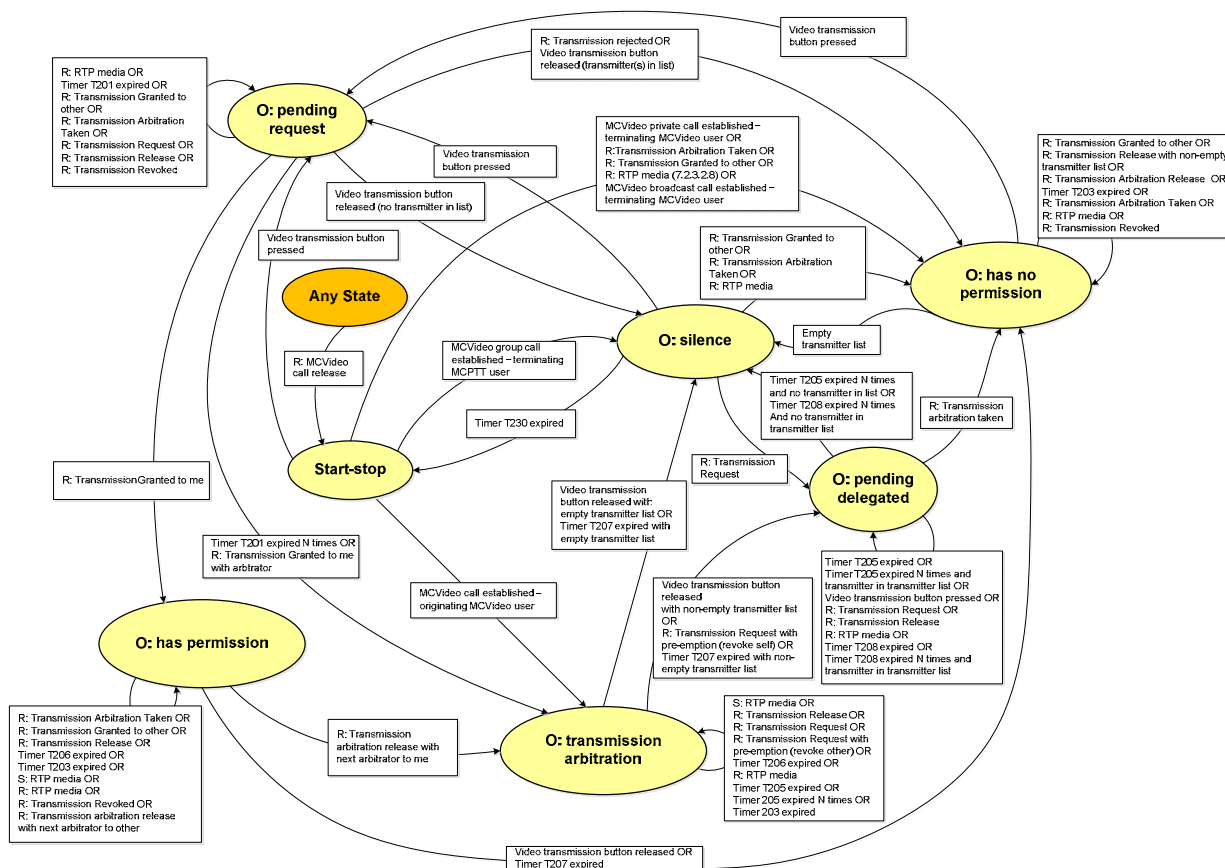 Video transmission
button pressed
R: Transmission rejected OR
Video transmission button
released (transmitter(s) in list)
R: RTP media OR
Timer T201 expired OR
R: Transmission Granted to
other OR
R: Transmission Arbitration
Taken OR
R: Transmission Request OR
R: Transmission Release OR
R: Transmission Revoked
O: pending
request
MCVideo private call established –
terminating MCVideo user OR
R:Transmission Arbitration Taken OR
R: Transmission Granted to other OR
R: RTP media (7.2.3.2.8) OR
MCVideo broadcast call established –
terminating MCVideo user
R: Transmission Granted to other OR
R: Transmission Release with non-empty
transmitter list OR
R: Transmission Arbitration Release OR
Timer T203 expired OR
R: Transmission Arbitration Taken OR
R: RTP media OR
R: Transmission Revoked
Video transmission
button pressed
Video transmission button
released (no transmitter in list)
Video transmission button
pressed
R: Transmission Granted to
other OR
R: Transmission Arbitration
Taken OR
R: RTP media
O: has no
permission
Any State
O: silence
Empty
transmitter list
R: MCVideo
call release
MCVideo group call
established – terminating
MCPTT user
Timer T205 expired N times
and no transmitter in list OR
Timer T208 expired N times
And no transmitter in
transmitter list
R: Transmission
arbitration taken
Timer T230 expired
Start-stop
R: Transmission
Request
O: pending
delegated
R: Transmission Granted to me
Video transmission
button released with
empty transmitter list OR
Timer T207 expired with
empty transmitter list
Timer T201 expired N times OR
R: Transmission Granted to me
with arbtrator
MCVideo call established –
originating MCVideo user
Video transmission button
released
with non-empty transmitter list
OR
R: Transmission Request with
pre-emption (revoke self) OR
Timer T207 expired with non-
empty transmitter list
Timer T205 expired OR
Timer T205 expired N times and
transmitter in transmitter list OR
Video transmission button pressed OR
R: Transmission Request OR
R: Transmission Release
R: RTP media OR
Timer T208 expired OR
Timer T208 expired N times and
transmitter in transmitter list
O: has permission
R: Transmission Arbitration Taken OR
R: Transmission Granted to other OR
R: Transmission Release OR
Timer T206 expired OR
Timer T203 expired OR
S: RTP media OR
R: RTP media OR
R: Transmission Revoked OR
R: Transmission arbitration release
with next arbitrator to other
R: Transmission
arbitration release with
next arbitrator to me
O: transmission
arbitration
S: RTP media OR
R: Transmission Release OR
R: Transmission Request OR
R: Transmission Request with
pre-emption (revoke other) OR
Timer T206 expired OR
R: RTP media
Timer T205 expired OR
Timer 205 expired N times OR
Timer 203 expired
Video transmission button released OR
Timer T207 expired